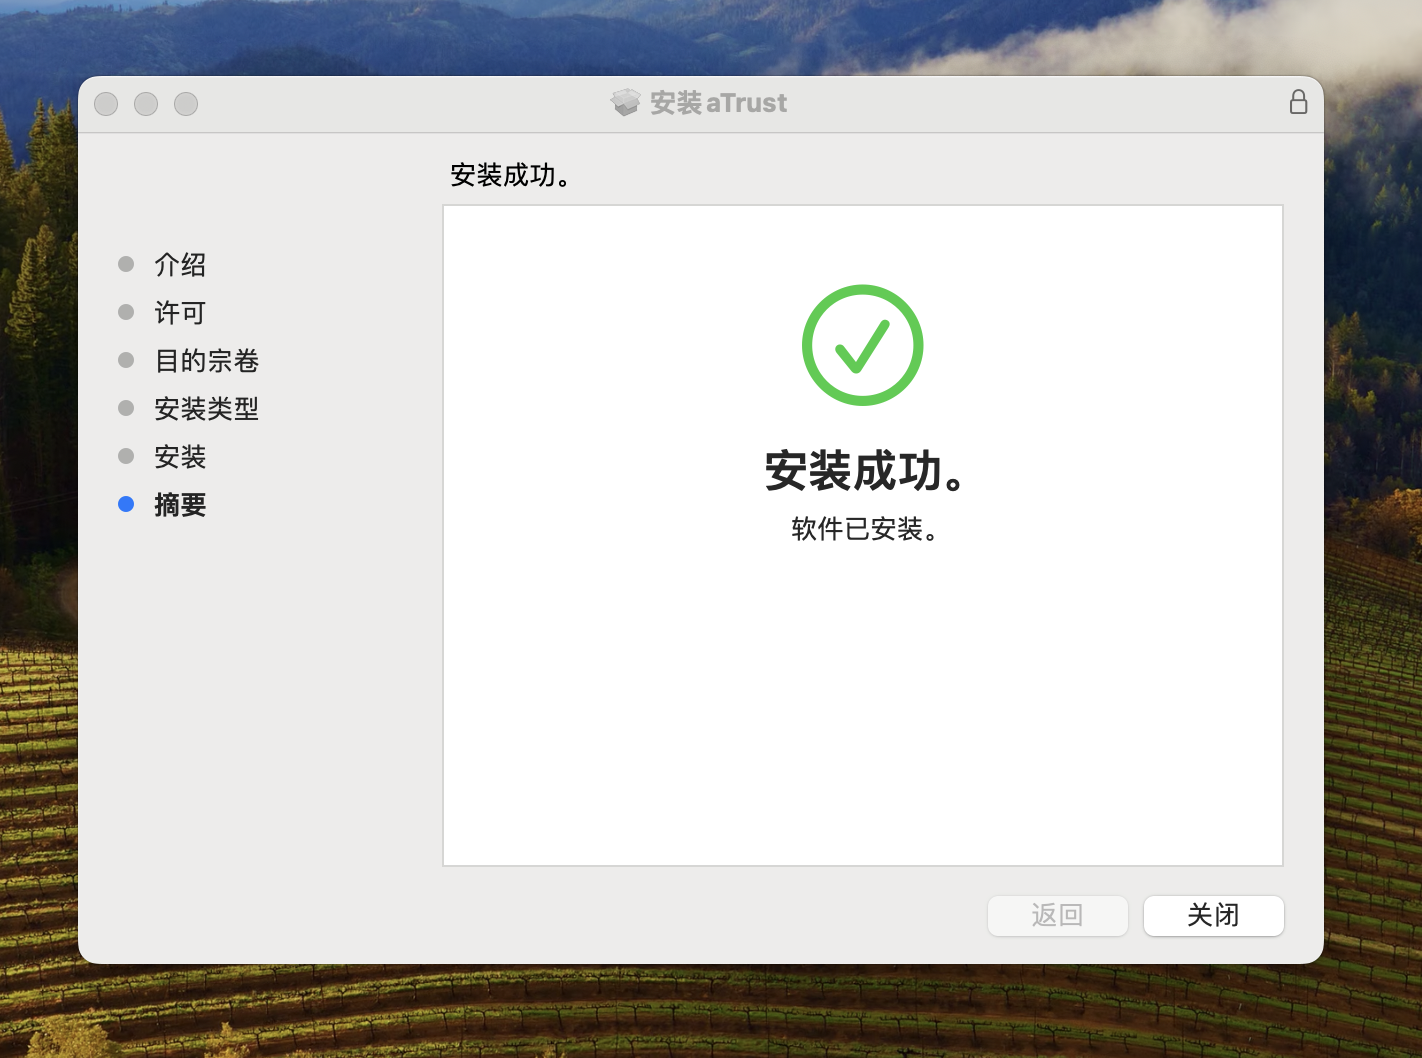 安装 aTrust
安装成功。
介绍
许可
目的宗卷
安装类型
安装
摘要
安装成功。
软件已安装。
返回
关闭